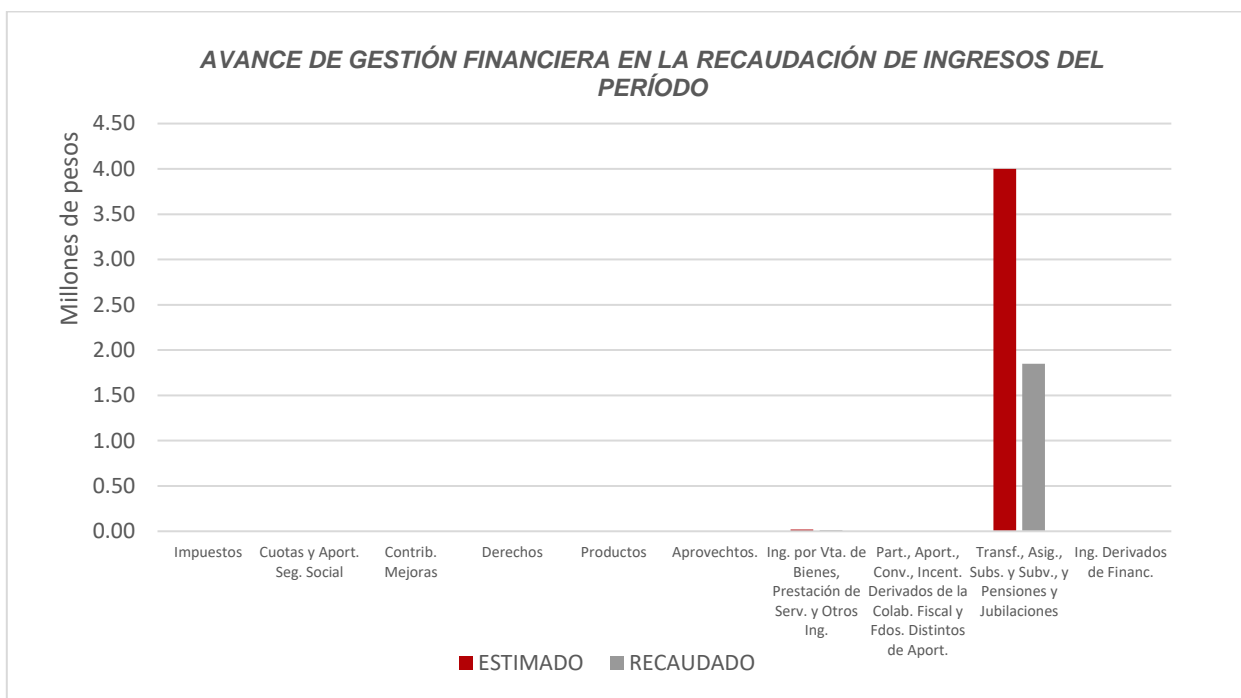 AVANCE DE GESTIÓN FINANCIERA EN LA RECAUDACIÓN DE INGRESOS DEL
PERÍODO
Millones de pesos
4.50
4.00
3.50
3.00
2.50
2.00
1.50
1.00
0.50
0.00
Impuestos
Cuotas y Aport.
Seg. Social
Contrib.
Mejoras
Derechos
Productos
Aprovechtos.
Ing. por Vta. de
Bienes,
Prestación de
Serv. y Otros
Ing.
Part., Aport.,
Conv., Incent.
Derivados de la
Colab. Fiscal y
Fdos. Distintos
de Aport.
Transf., Asig.,
Subs. y Subv., y
Pensiones y
Jubilaciones
Ing. Derivados
de Financ.
ESTIMADO
RECAUDADO